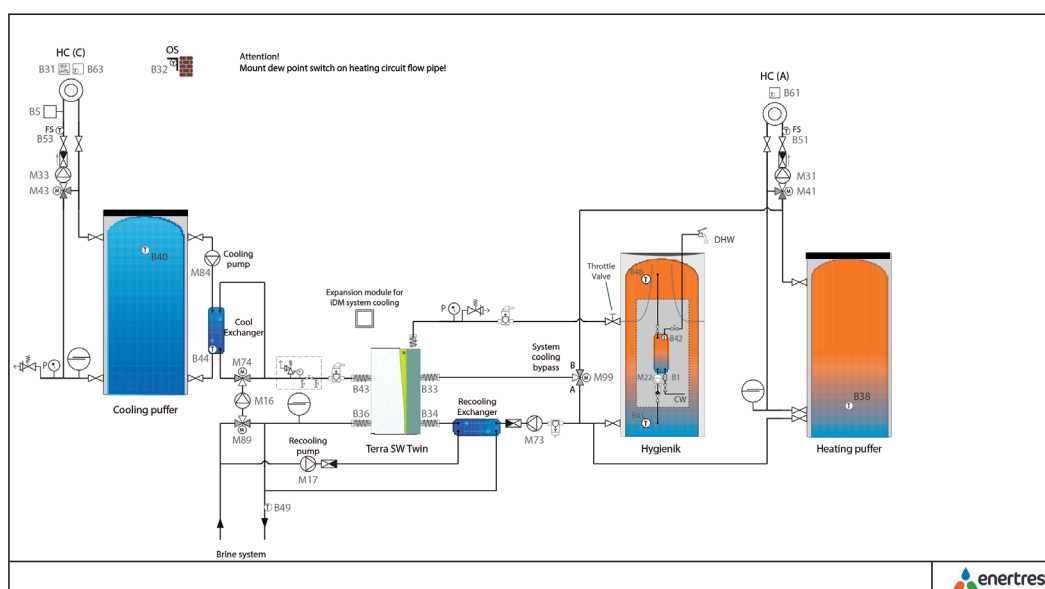 HC (C)
B31
B63
OS
B32
Attention!
Mount dew point switch on heating circuit flow pipe!
B5
FS
B53
M33
M43
HC (A)
B61
FS
B51
M31
M41
B40
M84
Cooling
pump
Cool
Exchanger
B44
M74
P
Cooling puffer
M16
M89
Expansion module for
iDM system cooling
B43
B33
B36
B34
Terra SW Twin
P
Throttle
Valve
DHW
B48
B42
M22
B1
CW
B41
Hygienik
System
cooling
bypass
B
M99
A
Recooling
Exchanger
M73
Recooling
pump
M17
B49
Brine system
B38
Heating puffer
enertres